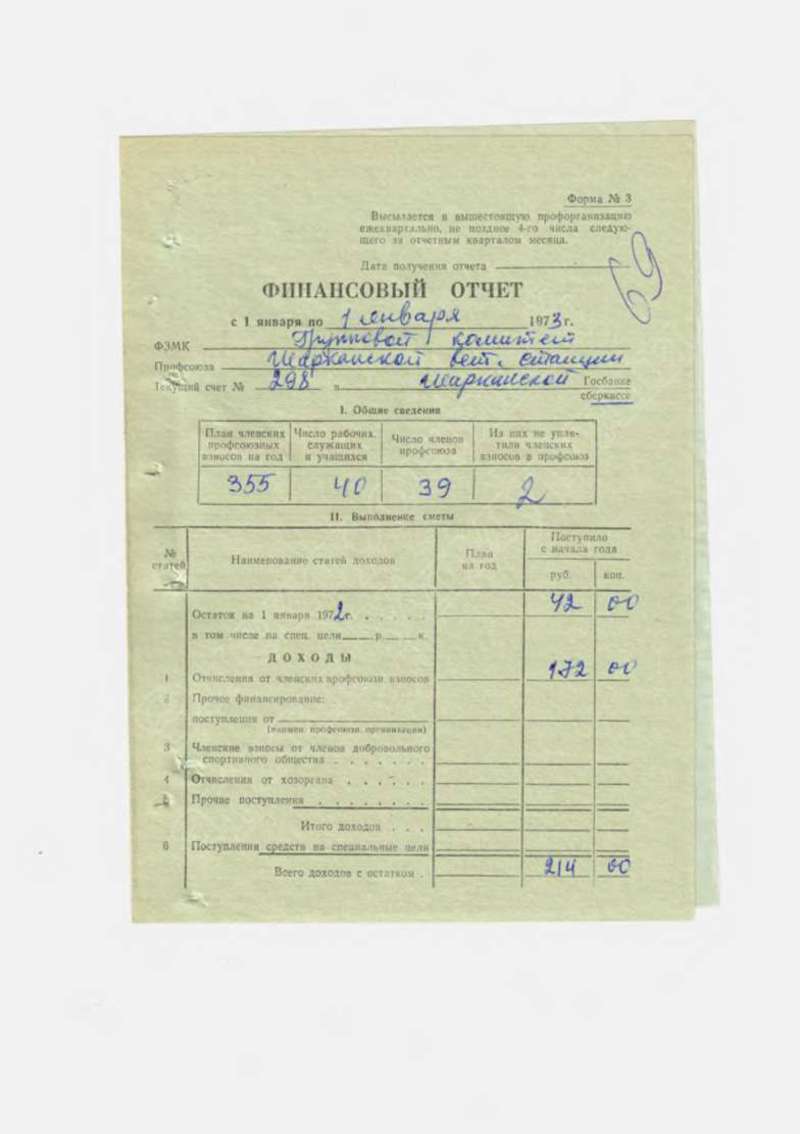 Форма № 3
Высылается в вышестоящую профорганизацию
ежеквартально, не позднее 4-го числа следую-
щего за отчетным кварталом месяца.
69
Дата получения отчета
ФИНАНСОВЫЙ ОТЧЕТ
с 1 января по 1 января 1973 г.
ФЗМК Групповой комитет
Профсоюза Шарканской вет. станции
Текущий счет № 298 в Шарканской Госбанке
сберкассе
I. Общие сведения
План членских профсоюзных взносов на год | Число рабочих, служащих и учащихся | Число членов профсоюза | Из них не упла-тили членских взносов в профсоюз
355 | 40 | 39 | 2
II. Выполнение сметы
№ статей | Наименование статей доходов | План на год | Поступило с начала года
руб. | коп.
Остаток на 1 января 1972 г. . . . . . 42 00
в том числе на спец. цели р. к.
ДОХОДЫ
1 Отчисления от членских профсоюзн. взносов 172 00
2 Прочее финансирование:
поступления от
(наимен. профсоюзн. организации)
3 Членские взносы от членов добровольного
спортивного общества . . . . . . .
4 Отчисления от хозоргана . . . . . .
5 Прочие поступления . . . . . . . .
Итого доходов . . .
6 Поступления средств на специальные цели
Всего доходов с остатком . 214 00